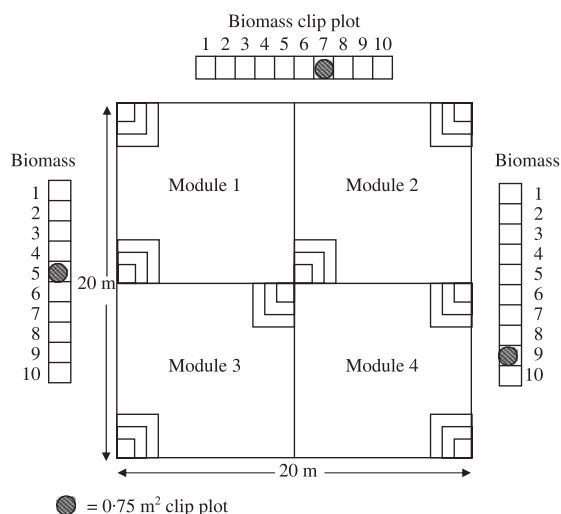 Biomass clip plot
1 2 3 4 5 6 7 8 9 10
Biomass
1
2
3
4
5
6
7
8
9
10
20 m
Module 1
Module 2
Module 3
Module 4
Biomass
1
2
3
4
5
6
7
8
9
10
20 m
= 0·75 m² clip plot